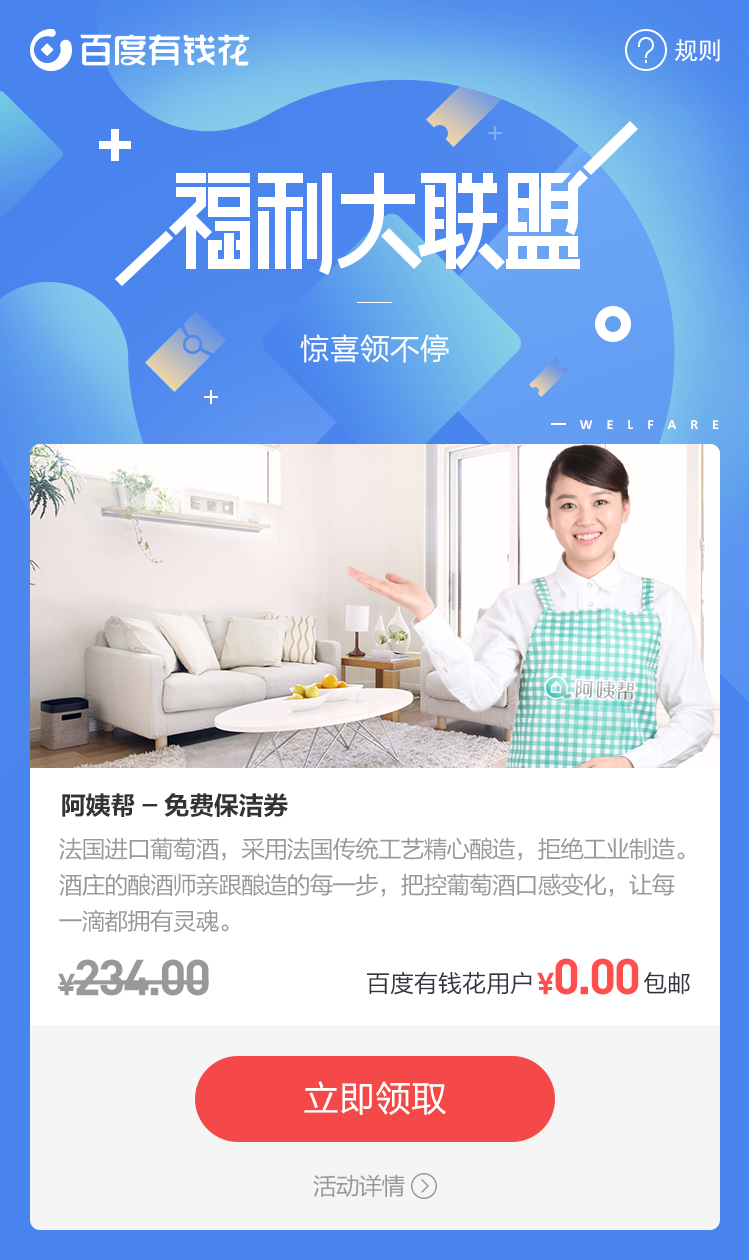 百度有钱花
规则
福利大联盟
惊喜领不停
WELFARE
阿姨帮
阿姨帮 – 免费保洁券
法国进口葡萄酒，采用法国传统工艺精心酿造，拒绝工业制造。
酒庄的酿酒师亲跟酿造的每一步，把控葡萄酒口感变化，让每
一滴都拥有灵魂。
¥234.00
百度有钱花用户 ¥0.00 包邮
立即领取
活动详情